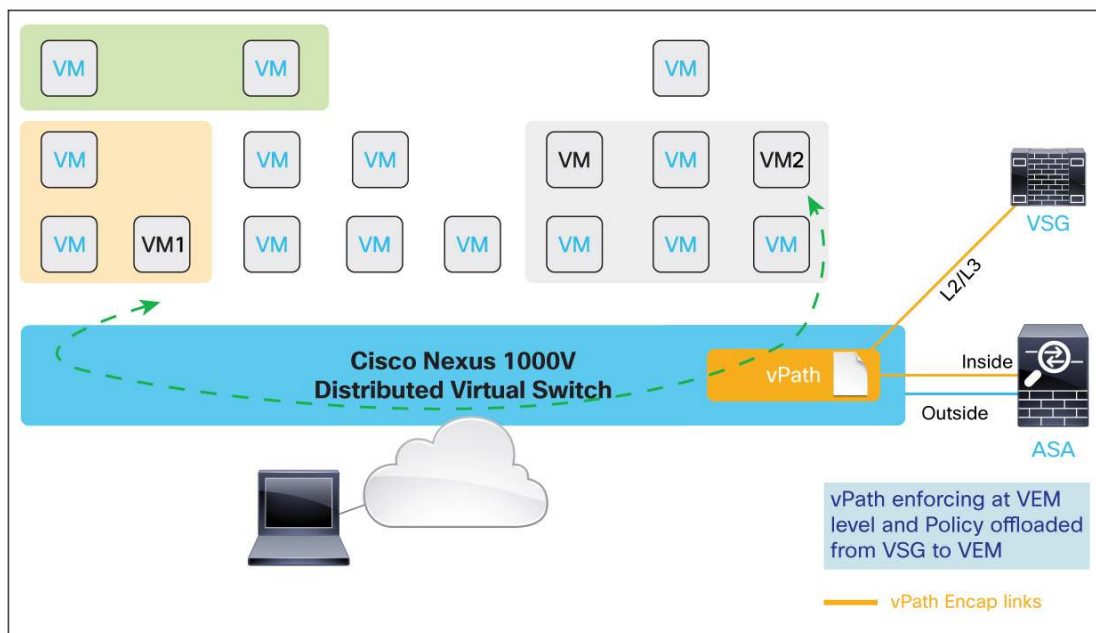 VM VM VM
VM VM VM VM VM VM2
VM VM1 VM VM VM VM VM VM
VSG
L2/L3
Cisco Nexus 1000V
Distributed Virtual Switch
vPath
Inside
Outside
ASA
vPath enforcing at VEM
level and Policy offloaded
from VSG to VEM
vPath Encap links